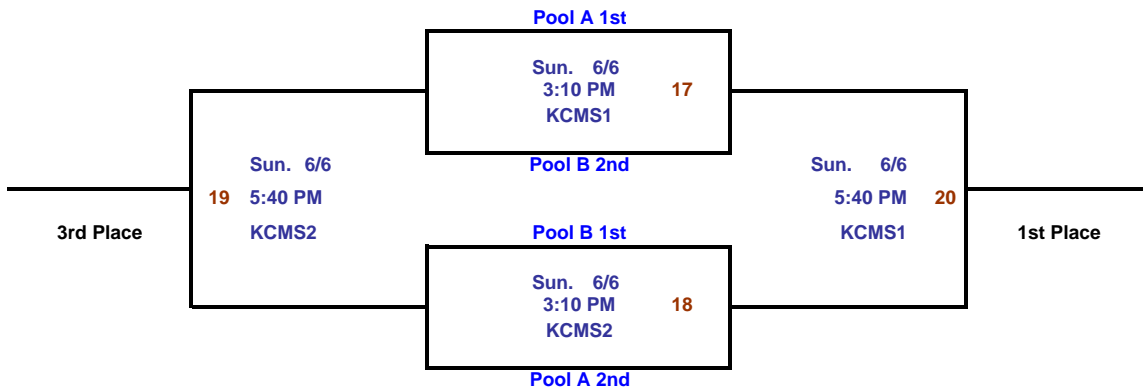 Pool A 1st
Sun. 6/6
3:10 PM 17
KCMS1
Pool B 2nd
Sun. 6/6
19 5:40 PM
KCMS2
3rd Place
Sun. 6/6
5:40 PM 20
KCMS1
1st Place
Pool B 1st
Sun. 6/6
3:10 PM 18
KCMS2
Pool A 2nd